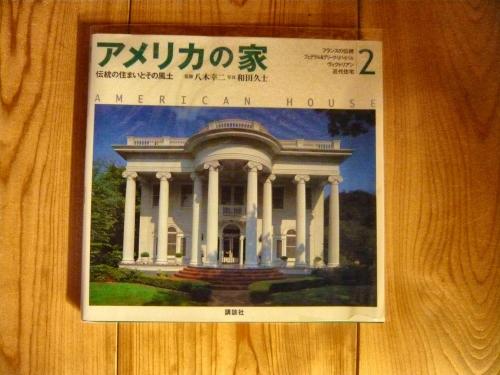 アメリカの家
伝統の住まいとその風土 監修 八木幸二 写真 和田久士
フランスの伝統
フェデラル&グリーク・リバイバル
ヴィクトリアン
近代住宅
2
AMERICAN HOUSE
講談社